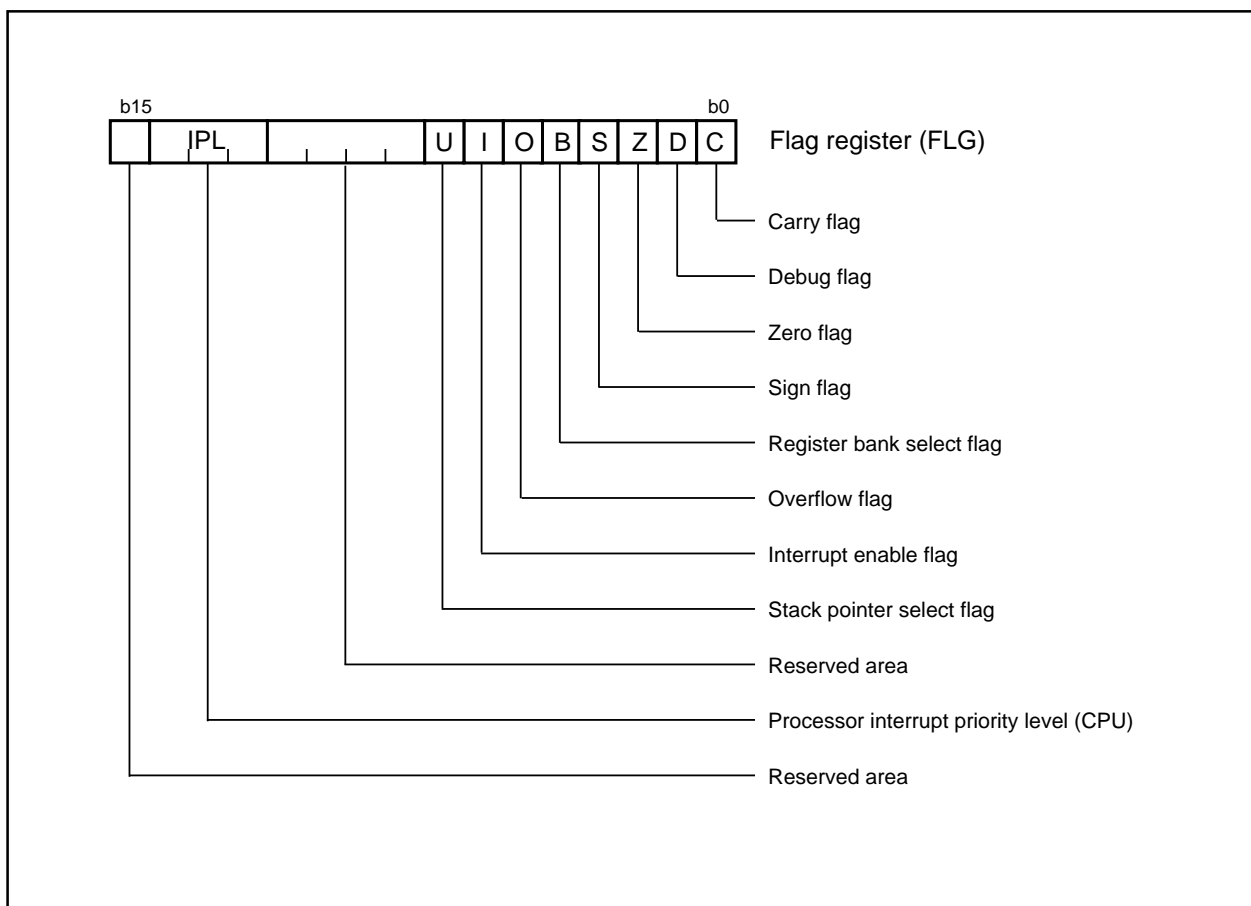 b15 b0
IPL U I O B S Z D C Flag register (FLG)
Carry flag
Debug flag
Zero flag
Sign flag
Register bank select flag
Overflow flag
Interrupt enable flag
Stack pointer select flag
Reserved area
Processor interrupt priority level (CPU)
Reserved area